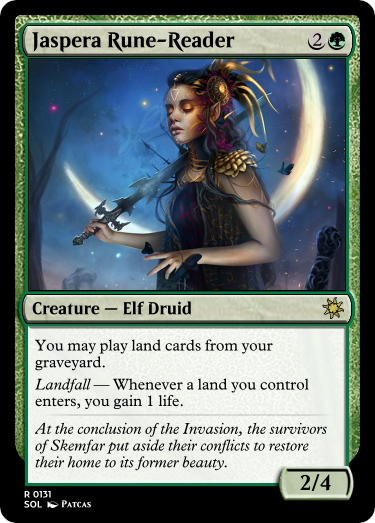 Jaspera Rune-Reader 2
Creature — Elf Druid
You may play land cards from your
graveyard.
Landfall — Whenever a land you control
enters, you gain 1 life.
At the conclusion of the Invasion, the survivors
of Skemfar put aside their conflicts to restore
their home to its former beauty.
2/4
R 0131
SOL Patcas